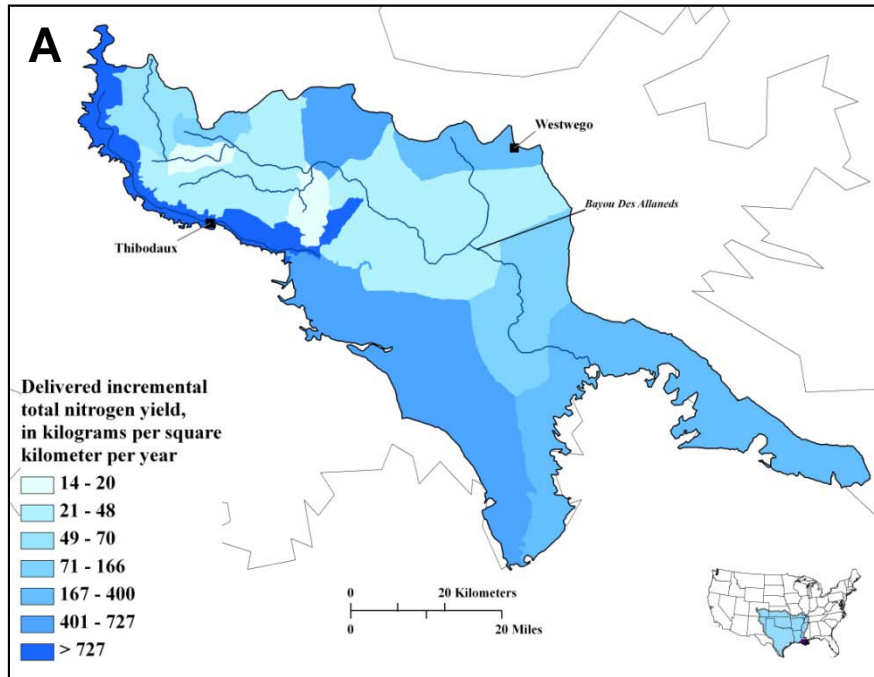 A
Westwego
Bayou Des Allaneds
Thibodaux
Delivered incremental
total nitrogen yield,
in kilograms per square
kilometer per year
14 - 20
21 - 48
49 - 70
71 - 166
167 - 400
401 - 727
> 727
0 20 Kilometers
0 20 Miles